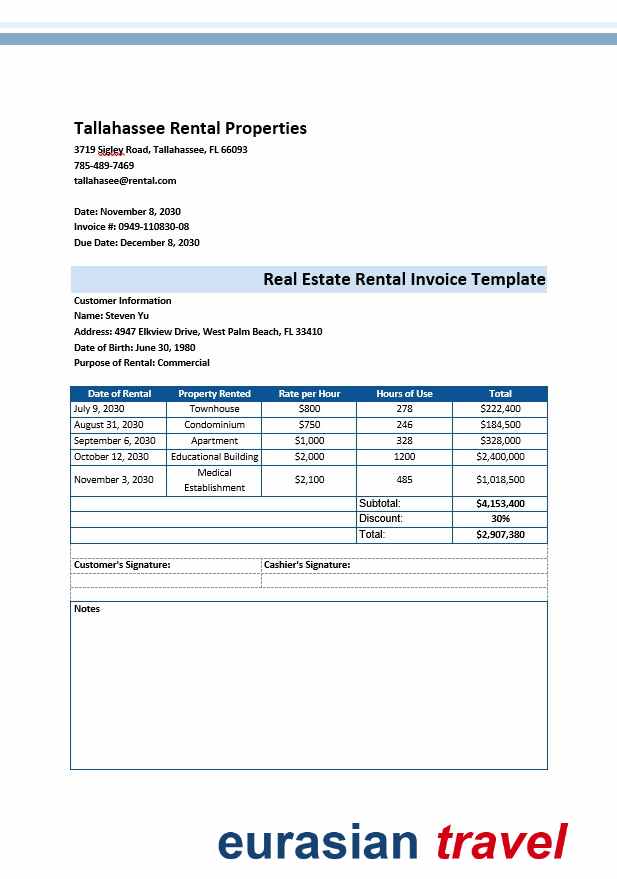 Tallahassee Rental Properties
3719 Sigley Road, Tallahassee, FL 66093
785-489-7469
tallahasee@rental.com
Date: November 8, 2030
Invoice #: 0949-110830-08
Due Date: December 8, 2030
Real Estate Rental Invoice Template
Customer Information
Name: Steven Yu
Address: 4947 Elkview Drive, West Palm Beach, FL 33410
Date of Birth: June 30, 1980
Purpose of Rental: Commercial
Date of Rental Property Rented Rate per Hour Hours of Use Total
July 9, 2030 Townhouse $800 278 $222,400
August 31, 2030 Condominium $750 246 $184,500
September 6, 2030 Apartment $1,000 328 $328,000
October 12, 2030 Educational Building $2,000 1200 $2,400,000
November 3, 2030 Medical Establishment $2,100 485 $1,018,500
Subtotal: $4,153,400
Discount: 30%
Total: $2,907,380
Customer's Signature: Cashier's Signature:
Notes
eurasian travel